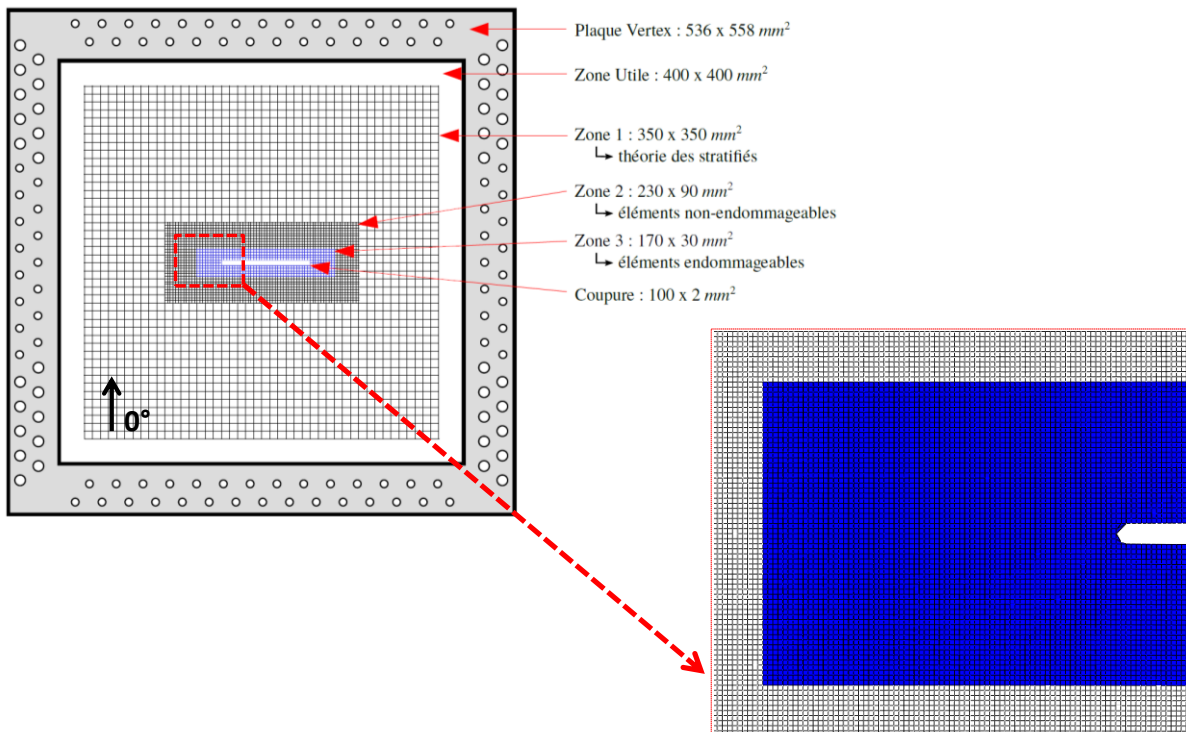 Plaque Vertex : 536 x 558 mm²
Zone Utile : 400 x 400 mm²
Zone 1 : 350 x 350 mm²
théorie des stratifiés
Zone 2 : 230 x 90 mm²
éléments non-endommageables
Zone 3 : 170 x 30 mm²
éléments endommageables
Coupure : 100 x 2 mm²
0°